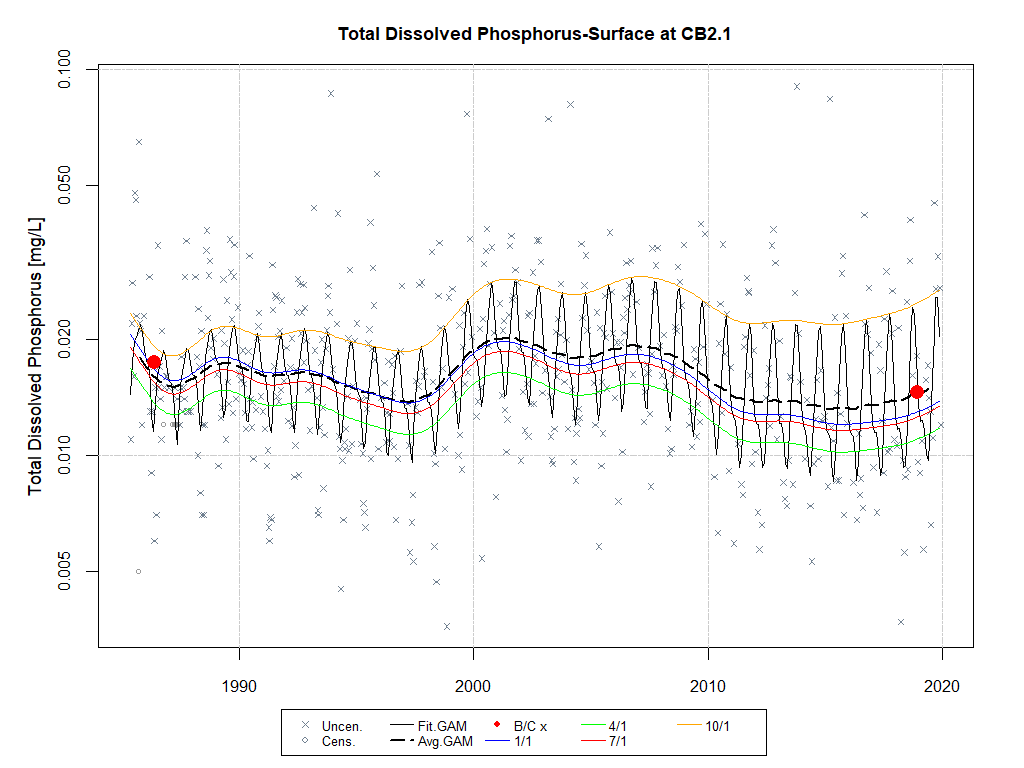 Total Dissolved Phosphorus-Surface at CB2.1
Total Dissolved Phosphorus [mg/L]
0.100
0.050
0.020
0.010
0.005
1990 2000 2010 2020
Uncen. Fit.GAM B/C x 4/1 10/1
Cens. Avg.GAM 1/1 7/1